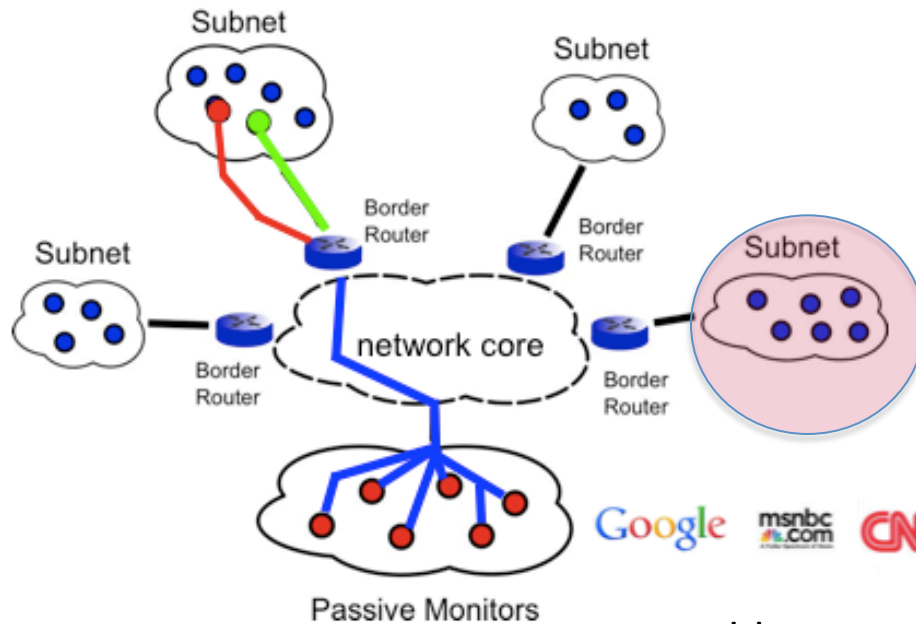 Subnet
Subnet
Border
Router
Border
Router
Subnet
Subnet
network core
Border
Router
Border
Router
Google
msnbc
.com
CN
Passive Monitors